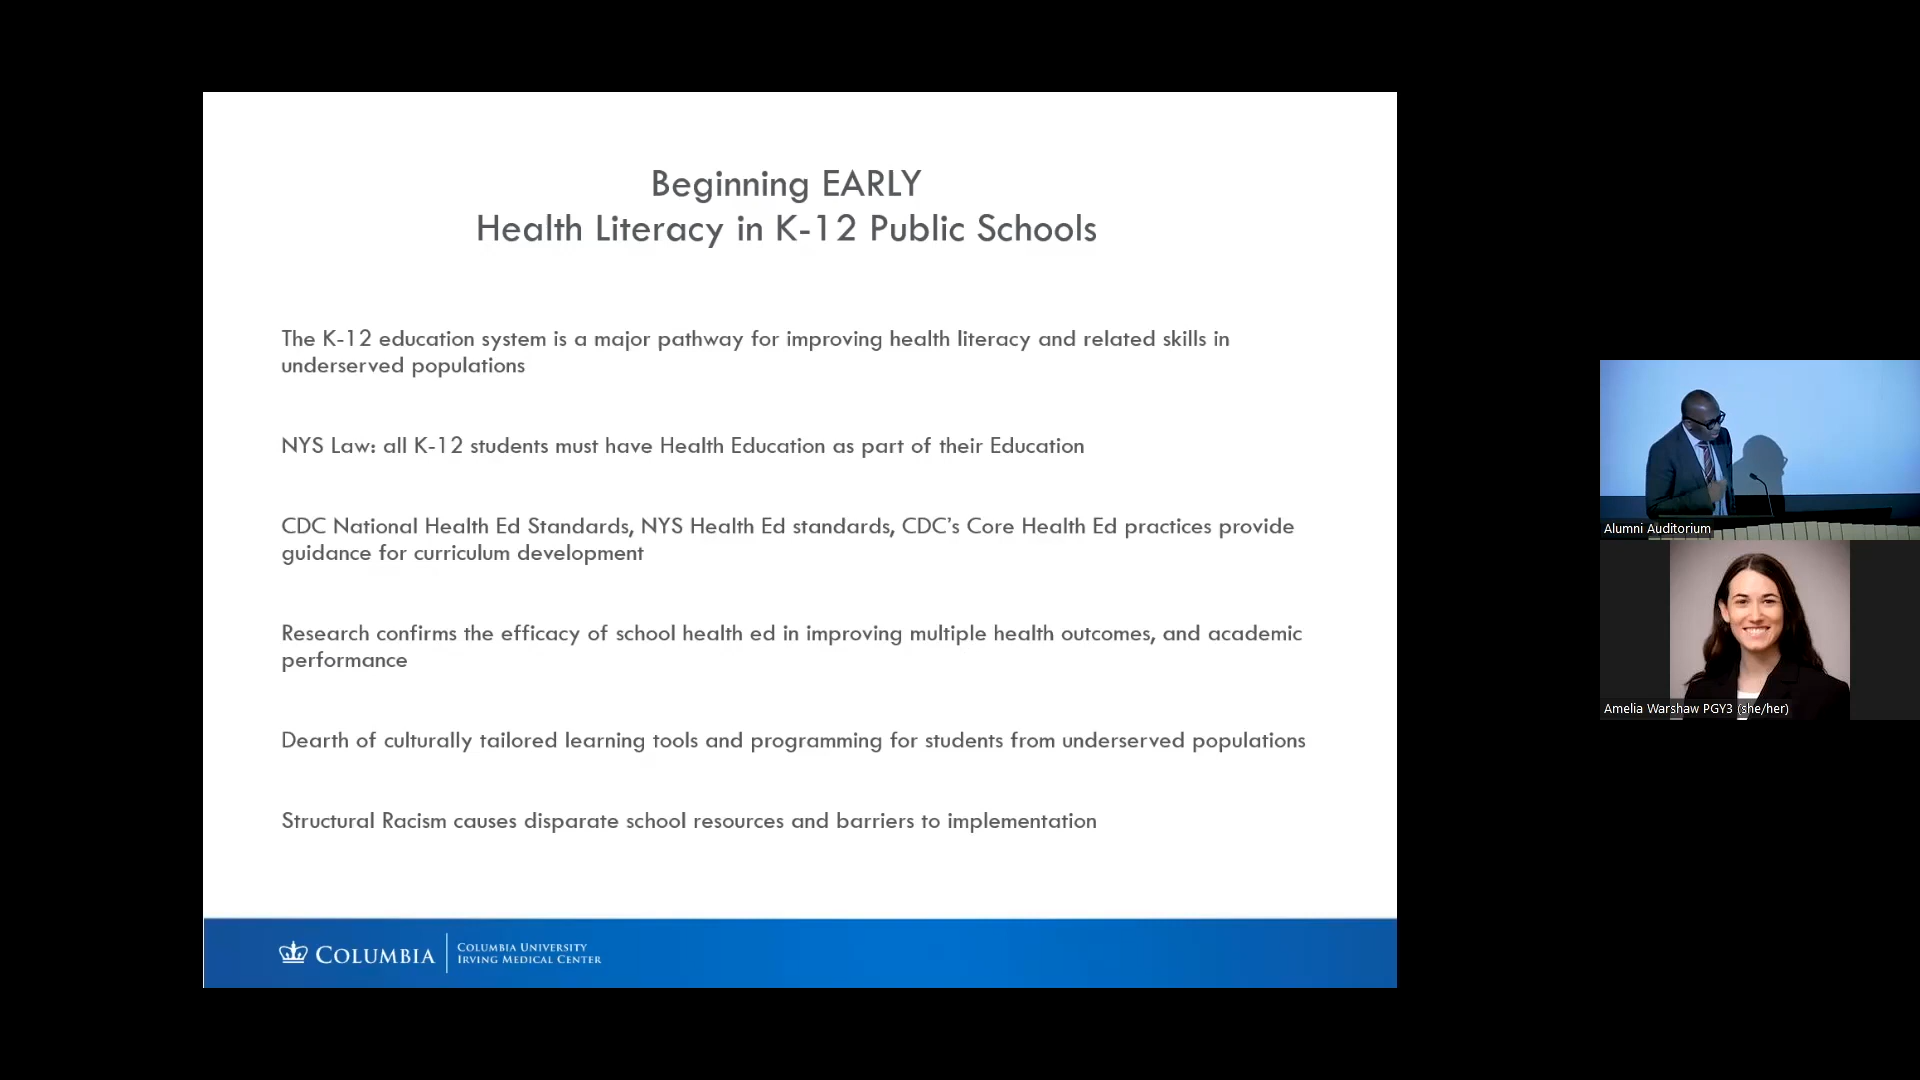 Beginning EARLY
Health Literacy in K-12 Public Schools
The K-12 education system is a major pathway for improving health literacy and related skills in
underserved populations
NYS Law: all K-12 students must have Health Education as part of their Education
CDC National Health Ed Standards, NYS Health Ed standards, CDC's Core Health Ed practices provide
guidance for curriculum development
Research confirms the efficacy of school health ed in improving multiple health outcomes, and academic
performance
Dearth of culturally tailored learning tools and programming for students from underserved populations
Structural Racism causes disparate school resources and barriers to implementation
COLUMBIA
COLUMBIA UNIVERSITY
IRVING MEDICAL CENTER
Alumni Auditorium
Amelia Warshaw PGY3 (she/her)